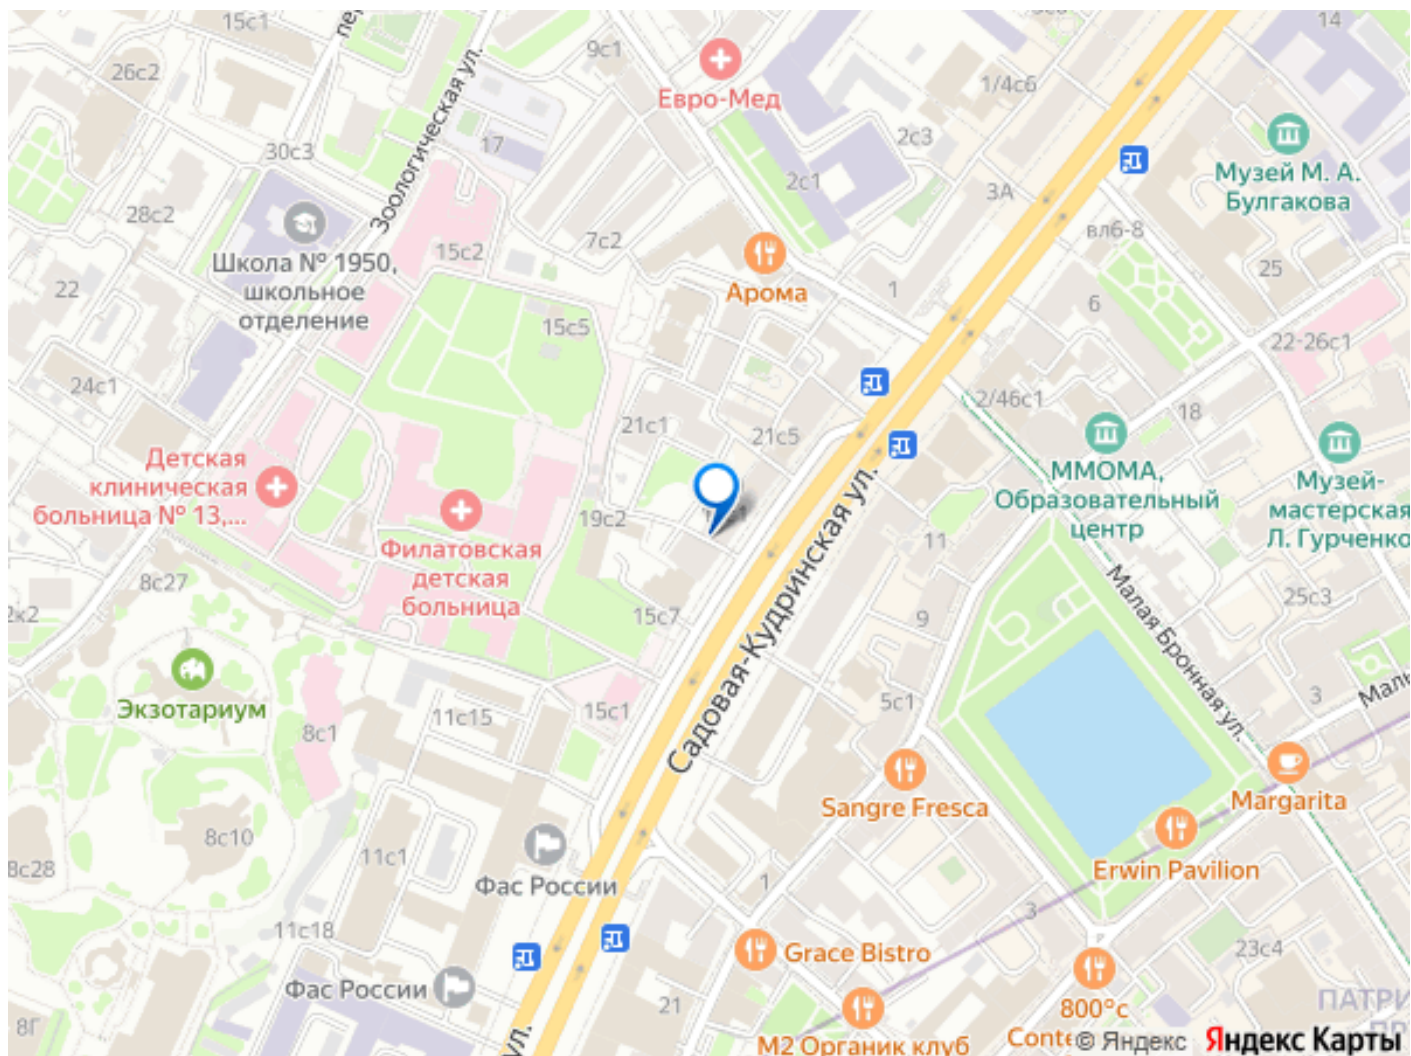 15с1
26с2
9с1
Евро-Мед
1/4с6
14
Зоологическая ул.
17
30с3
2с3
2с1
3А
Музей М. А.
Булгакова
28с2
Школа № 1950,
школьное
отделение
15с2
7с2
вл6-8
25
22
Арома
1
6
15с5
22-26с1
24с1
2/46с1
18
21с1
21с5
ММОМА,
Образовательный
центр
Музей-
мастерская
Л. Гурченко
Детская
клиническая
больница № 13,...
Филатовская
детская
больница
19с2
Садовая-Кудринская ул.
11
8с27
15с7
9
Малая Бронная ул.
25с3
Экзотариум
8с1
11с15
15с1
5с1
3
Малы
Sangre Fresca
Margarita
8с10
8с28
11с1
Фас России
1
Erwin Pavilion
3
11с18
Grace Bistro
23с4
Фас России
21
800°с
Conte
8Г
ул.
М2 Органик клуб
ПАТРИ
© Яндекс Яндекс Карты